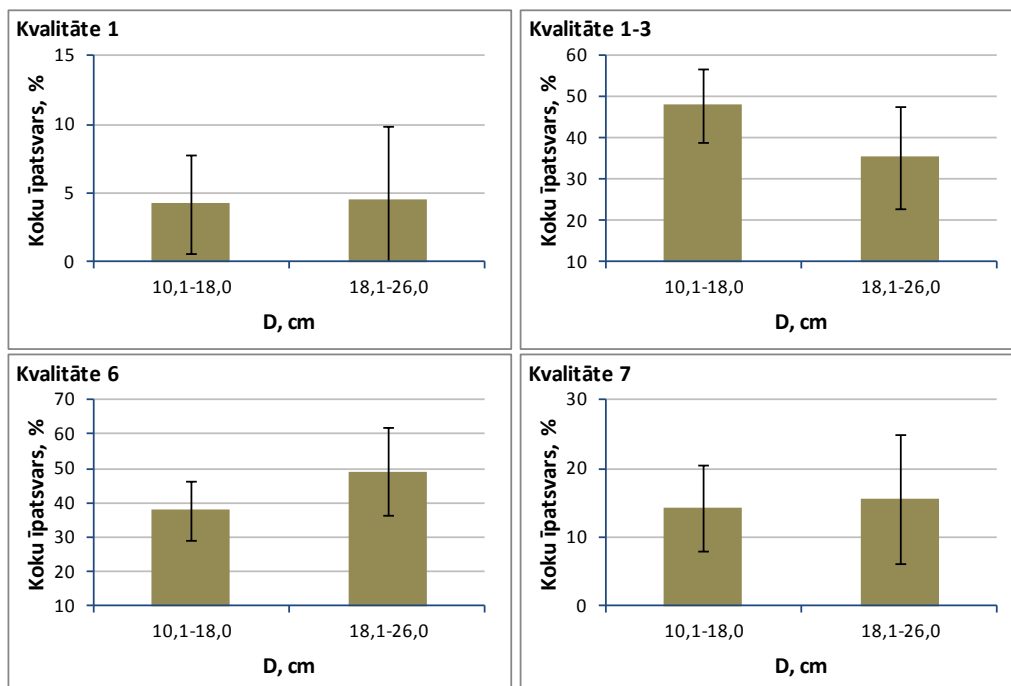 Kvalitāte 1
Koku īpatsvars, %
15
10
5
0
10,1-18,0
18,1-26,0
D, cm
Kvalitāte 1-3
Koku īpatsvars, %
60
50
40
30
20
10
10,1-18,0
18,1-26,0
D, cm
Kvalitāte 6
Koku īpatsvars, %
70
60
50
40
30
20
10
10,1-18,0
18,1-26,0
D, cm
Kvalitāte 7
Koku īpatsvars, %
30
20
10
0
10,1-18,0
18,1-26,0
D, cm